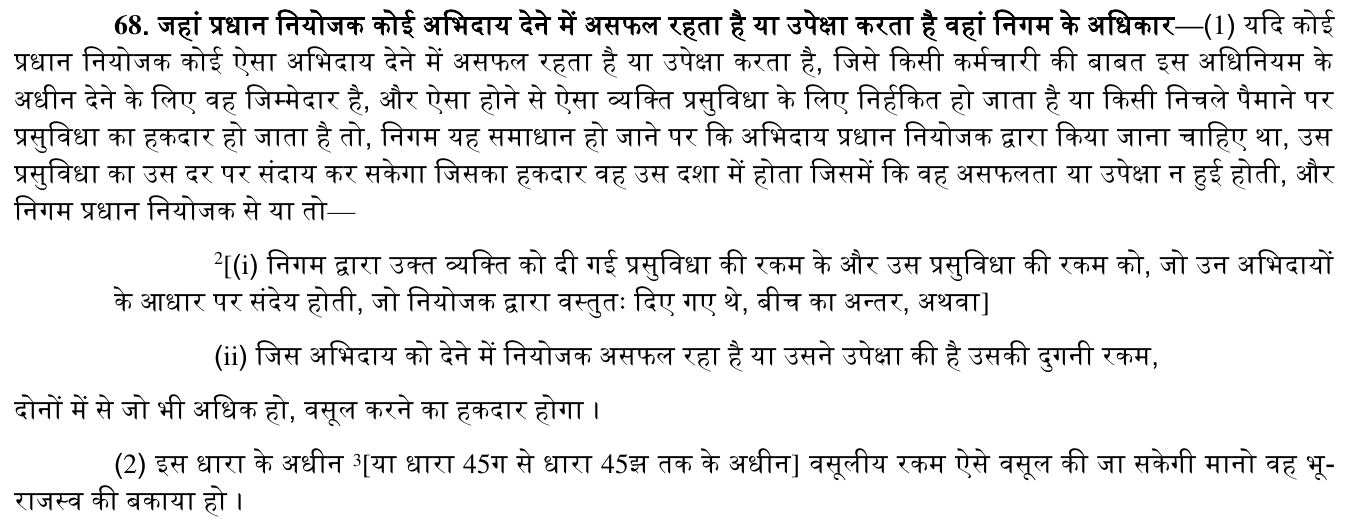 68. जहां प्रधान नियोजक कोई अभिदाय देने में असफल रहता है या उपेक्षा करता है वहां निगम के अधिकार—(1) यदि कोई
प्रधान नियोजक कोई ऐसा अभिदाय देने में असफल रहता है या उपेक्षा करता है, जिसे किसी कर्मचारी की बाबत इस अधिनियम के
अधीन देने के लिए वह जिम्मेदार है, और ऐसा होने से ऐसा व्यक्ति प्रसुविधा के लिए निर्हकित हो जाता है या किसी निचले पैमाने पर
प्रसुविधा का हकदार हो जाता है तो, निगम यह समाधान हो जाने पर कि अभिदाय प्रधान नियोजक द्वारा किया जाना चाहिए था, उस
प्रसुविधा का उस दर पर संदाय कर सकेगा जिसका हकदार वह उस दशा में होता जिसमें कि वह असफलता या उपेक्षा न हुई होती, और
निगम प्रधान नियोजक से या तो—
²[(i) निगम द्वारा उक्त व्यक्ति को दी गई प्रसुविधा की रकम के और उस प्रसुविधा की रकम को, जो उन अभिदायों
के आधार पर संदेय होती, जो नियोजक द्वारा वस्तुतः दिए गए थे, बीच का अन्तर, अथवा]
(ii) जिस अभिदाय को देने में नियोजक असफल रहा है या उसने उपेक्षा की है उसकी दुगनी रकम,
दोनों में से जो भी अधिक हो, वसूल करने का हकदार होगा ।
(2) इस धारा के अधीन ³[या धारा 45ग से धारा 45झ तक के अधीन] वसूलीय रकम ऐसे वसूल की जा सकेगी मानो वह भू-
राजस्व की बकाया हो ।